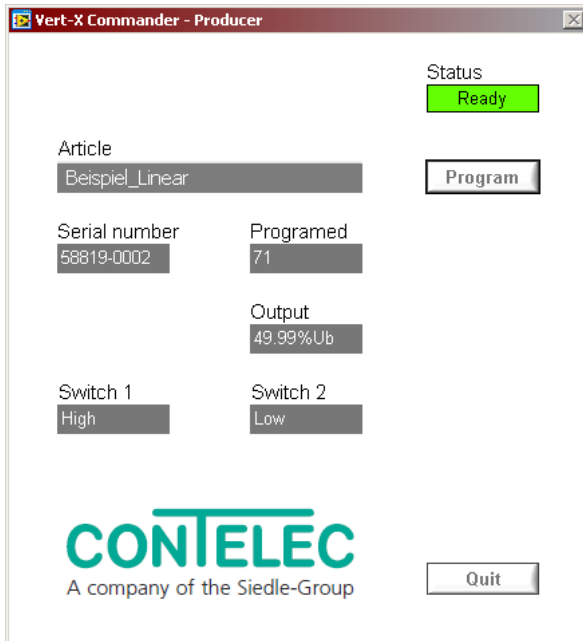 Vert-X Commander - Producer
Status
Ready
Article
Beispiel_Linear
Program
Serial number
Programed
58819-0002
71
Output
49.99%Ub
Switch 1
Switch 2
High
Low
CONTELEC
A company of the Siedle-Group
Quit